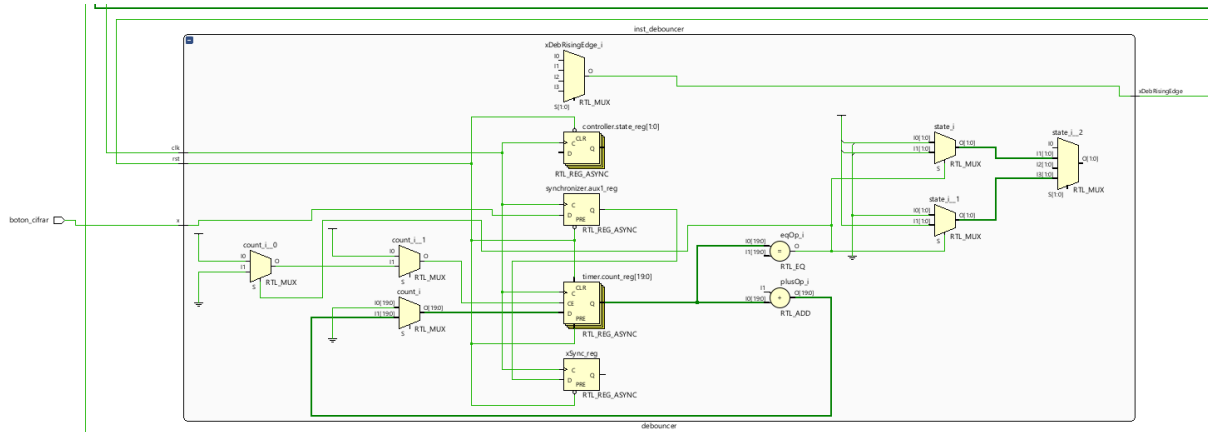 inst_debouncer
xDebRisingEdge_i
I0
I1
I2
I3
O
S[1:0]
RTL_MUX
xDebRisingEdge
controller.state_reg[1:0]
CLR
C
D
Q
RTL_REG_ASYNC
clk
rst
state_i
I0[1:0]
I1[1:0]
O[1:0]
S
RTL_MUX
state_i__2
I0
I1[1:0]
I2[1:0]
I3[1:0]
O[1:0]
S[1:0]
RTL_MUX
synchronizer.aux1_reg
C
D
Q
PRE
RTL_REG_ASYNC
state_i__1
I0[1:0]
I1[1:0]
O[1:0]
S
RTL_MUX
boton_cifrar
x
count_i__0
I0
I1
O
S
RTL_MUX
count_i__1
I0
I1
O
S
RTL_MUX
eqOp_i
I0[19:0]
I1[19:0]
=
O
RTL_EQ
timer.count_reg[19:0]
CLR
C
CE
D
Q
PRE
RTL_REG_ASYNC
count_i
I0[19:0]
I1[19:0]
O[19:0]
S
RTL_MUX
plusOp_i
I1
I0[19:0]
+
O[19:0]
RTL_ADD
xSync_reg
C
D
Q
PRE
RTL_REG_ASYNC
debouncer